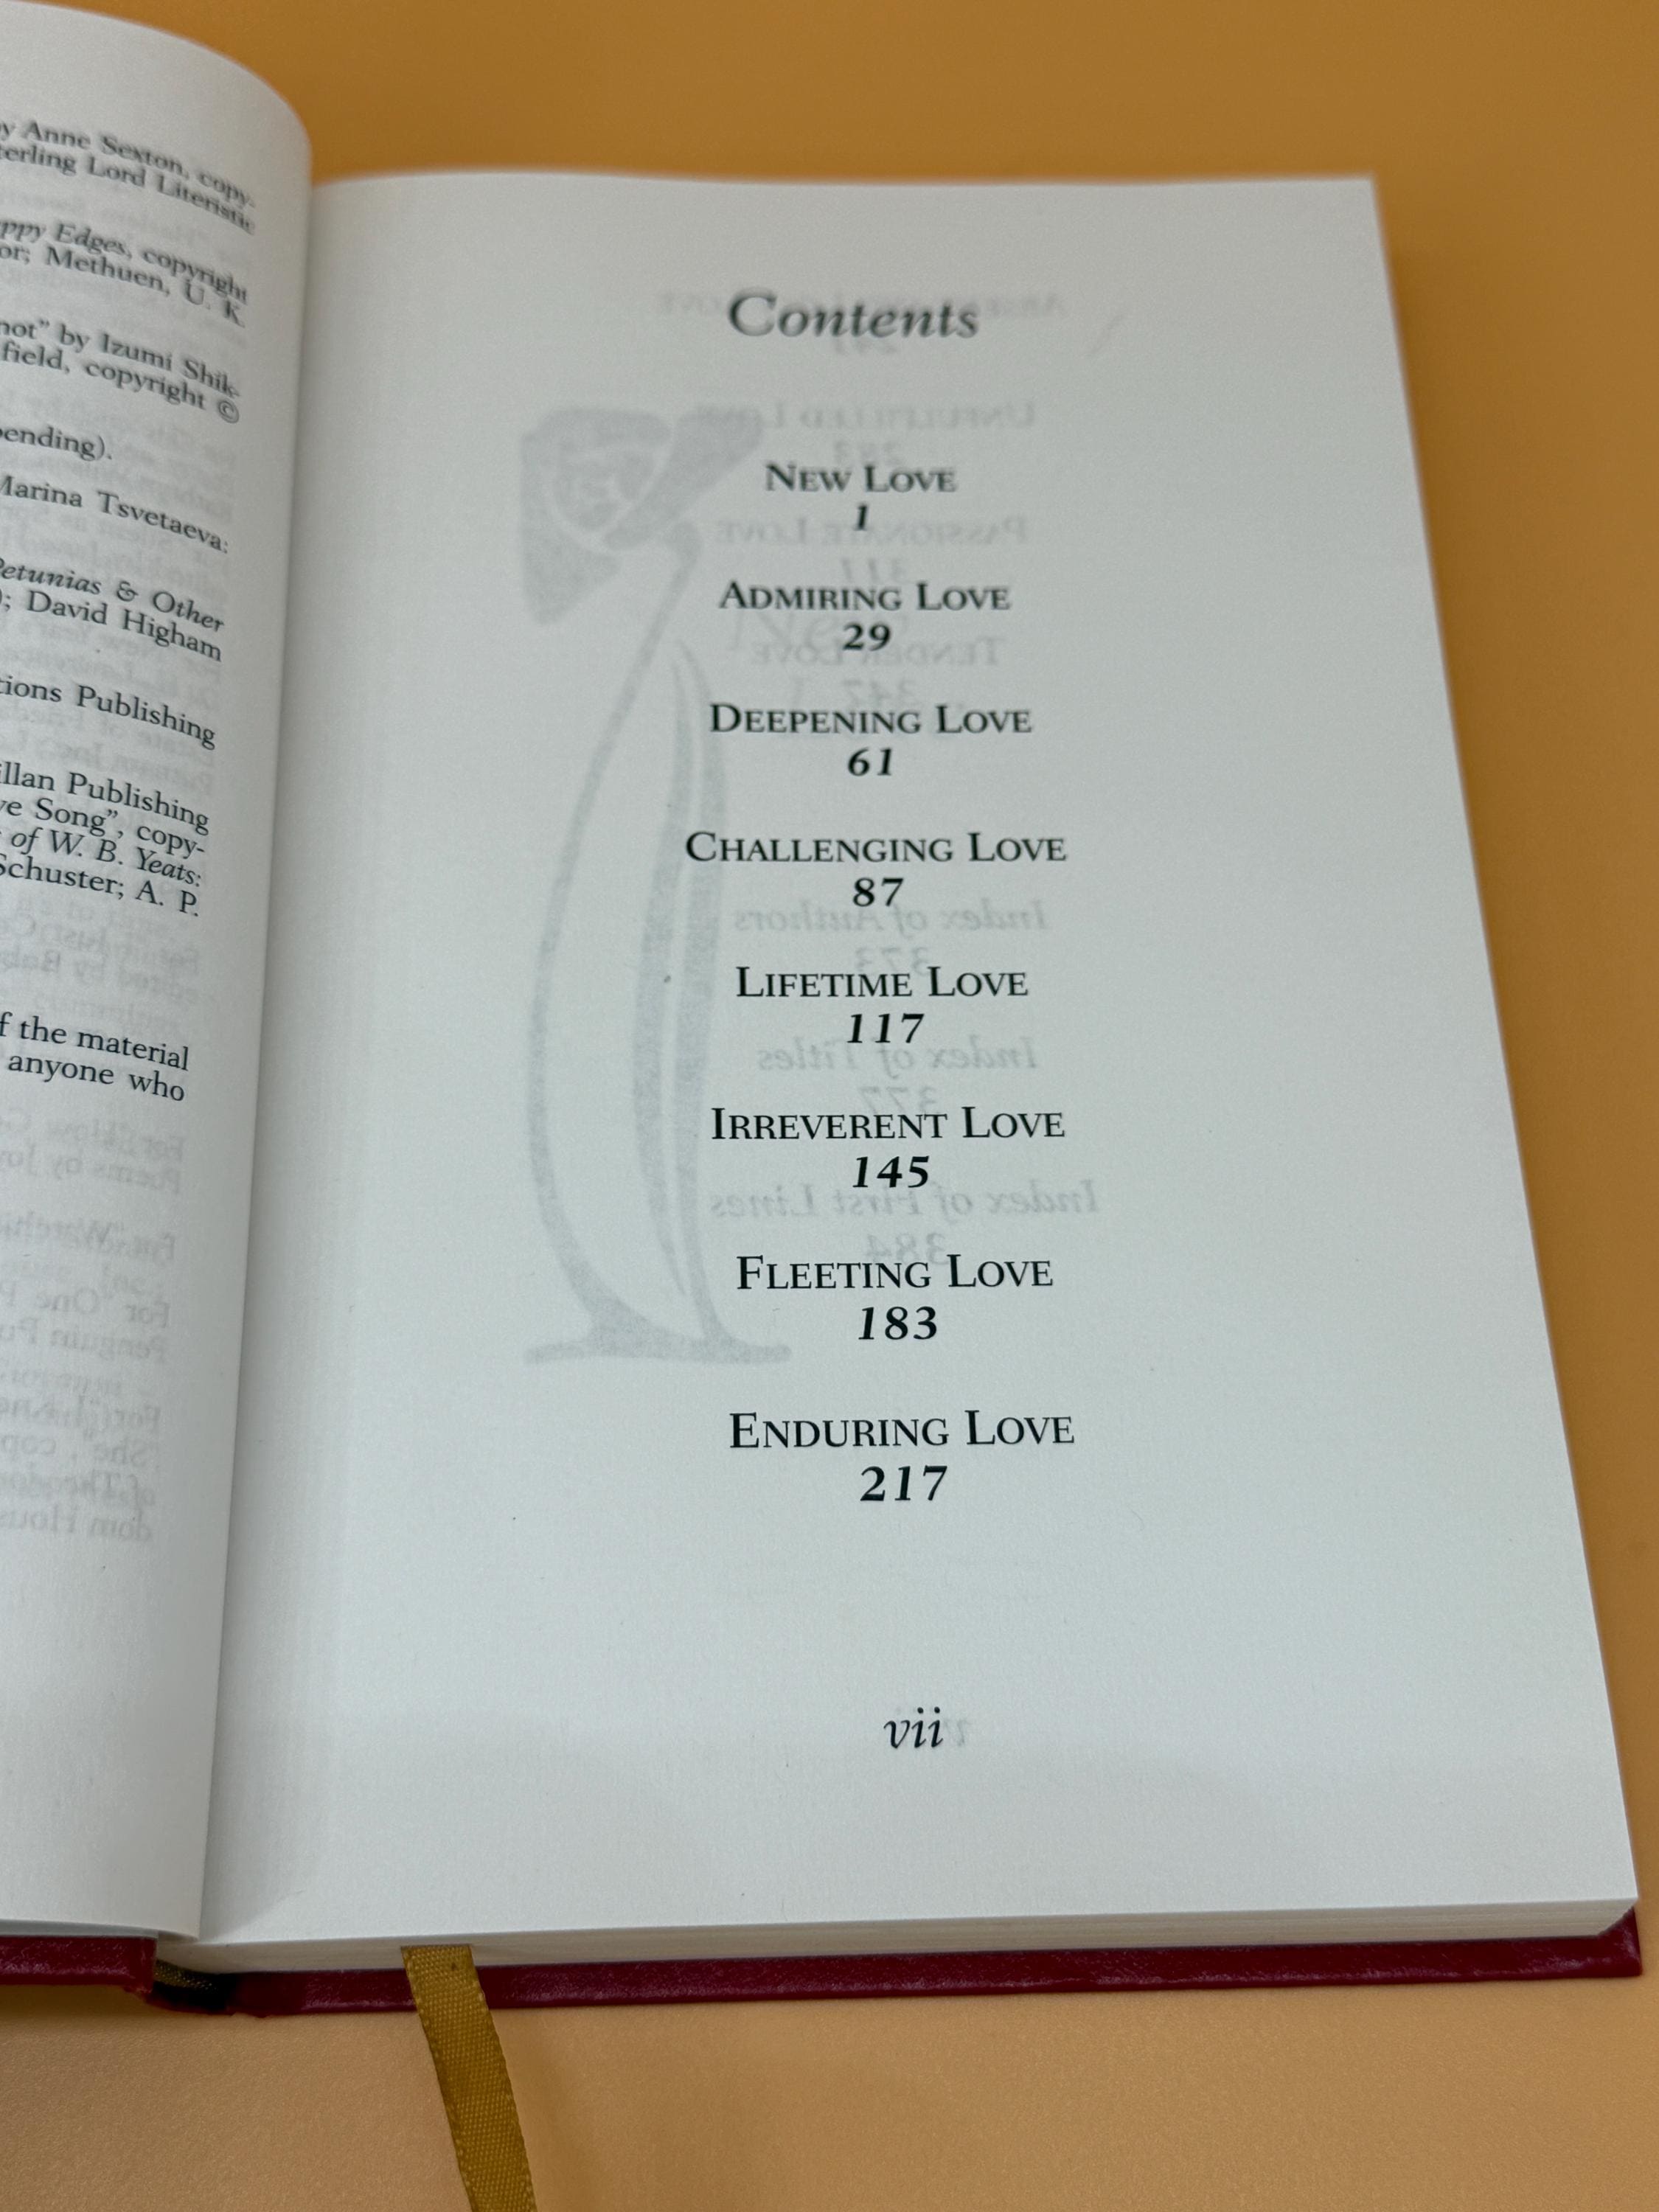 y Anne Sexton, copy-
erling Lord Literistic
ppy Edges, copyright
or; Methuen, U. K.
not” by Izumi Shik-
field, copyright ©
pending).
Marina Tsvetaeva:
Petunias & Other
); David Higham
tions Publishing
illan Publishing
ve Song”, copy-
of W. B. Yeats:
Schuster; A. P.
f the material
anyone who
Contents
NEW LOVE
1
ADMIRING LOVE
29
DEEPENING LOVE
61
CHALLENGING LOVE
87
LIFETIME LOVE
117
IRREVERENT LOVE
145
FLEETING LOVE
183
ENDURING LOVE
217
vii